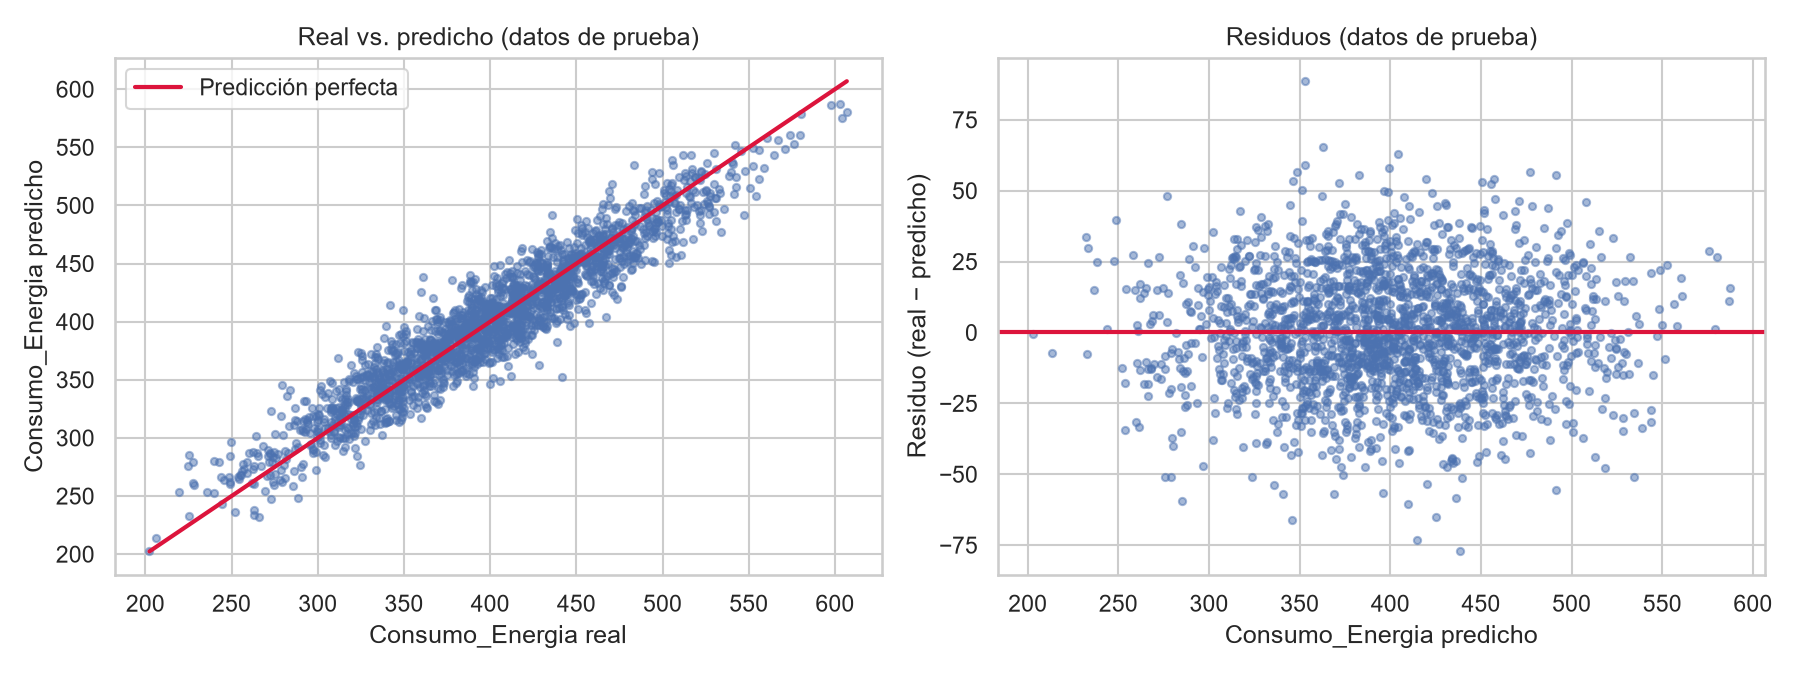 Real vs. predicho (datos de prueba)
Predicción perfecta
600
550
500
450
400
350
300
250
200
Consumo_Energia predicho
200 250 300 350 400 450 500 550 600
Consumo_Energia real
Residuos (datos de prueba)
75
50
25
0
−25
−50
−75
Residuo (real − predicho)
200 250 300 350 400 450 500 550 600
Consumo_Energia predicho